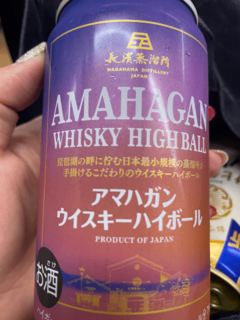 長濱蒸溜所
NAGAHAMA DISTILLERY
JAPAN
AMAHAGAN
WHISKY HIGHBALL
琵琶湖の畔に佇む日本最小規模の蒸溜所が
手掛けるこだわりのウイスキーハイボール
アマハガン
ウイスキーハイボール
PRODUCT OF JAPAN
お酒